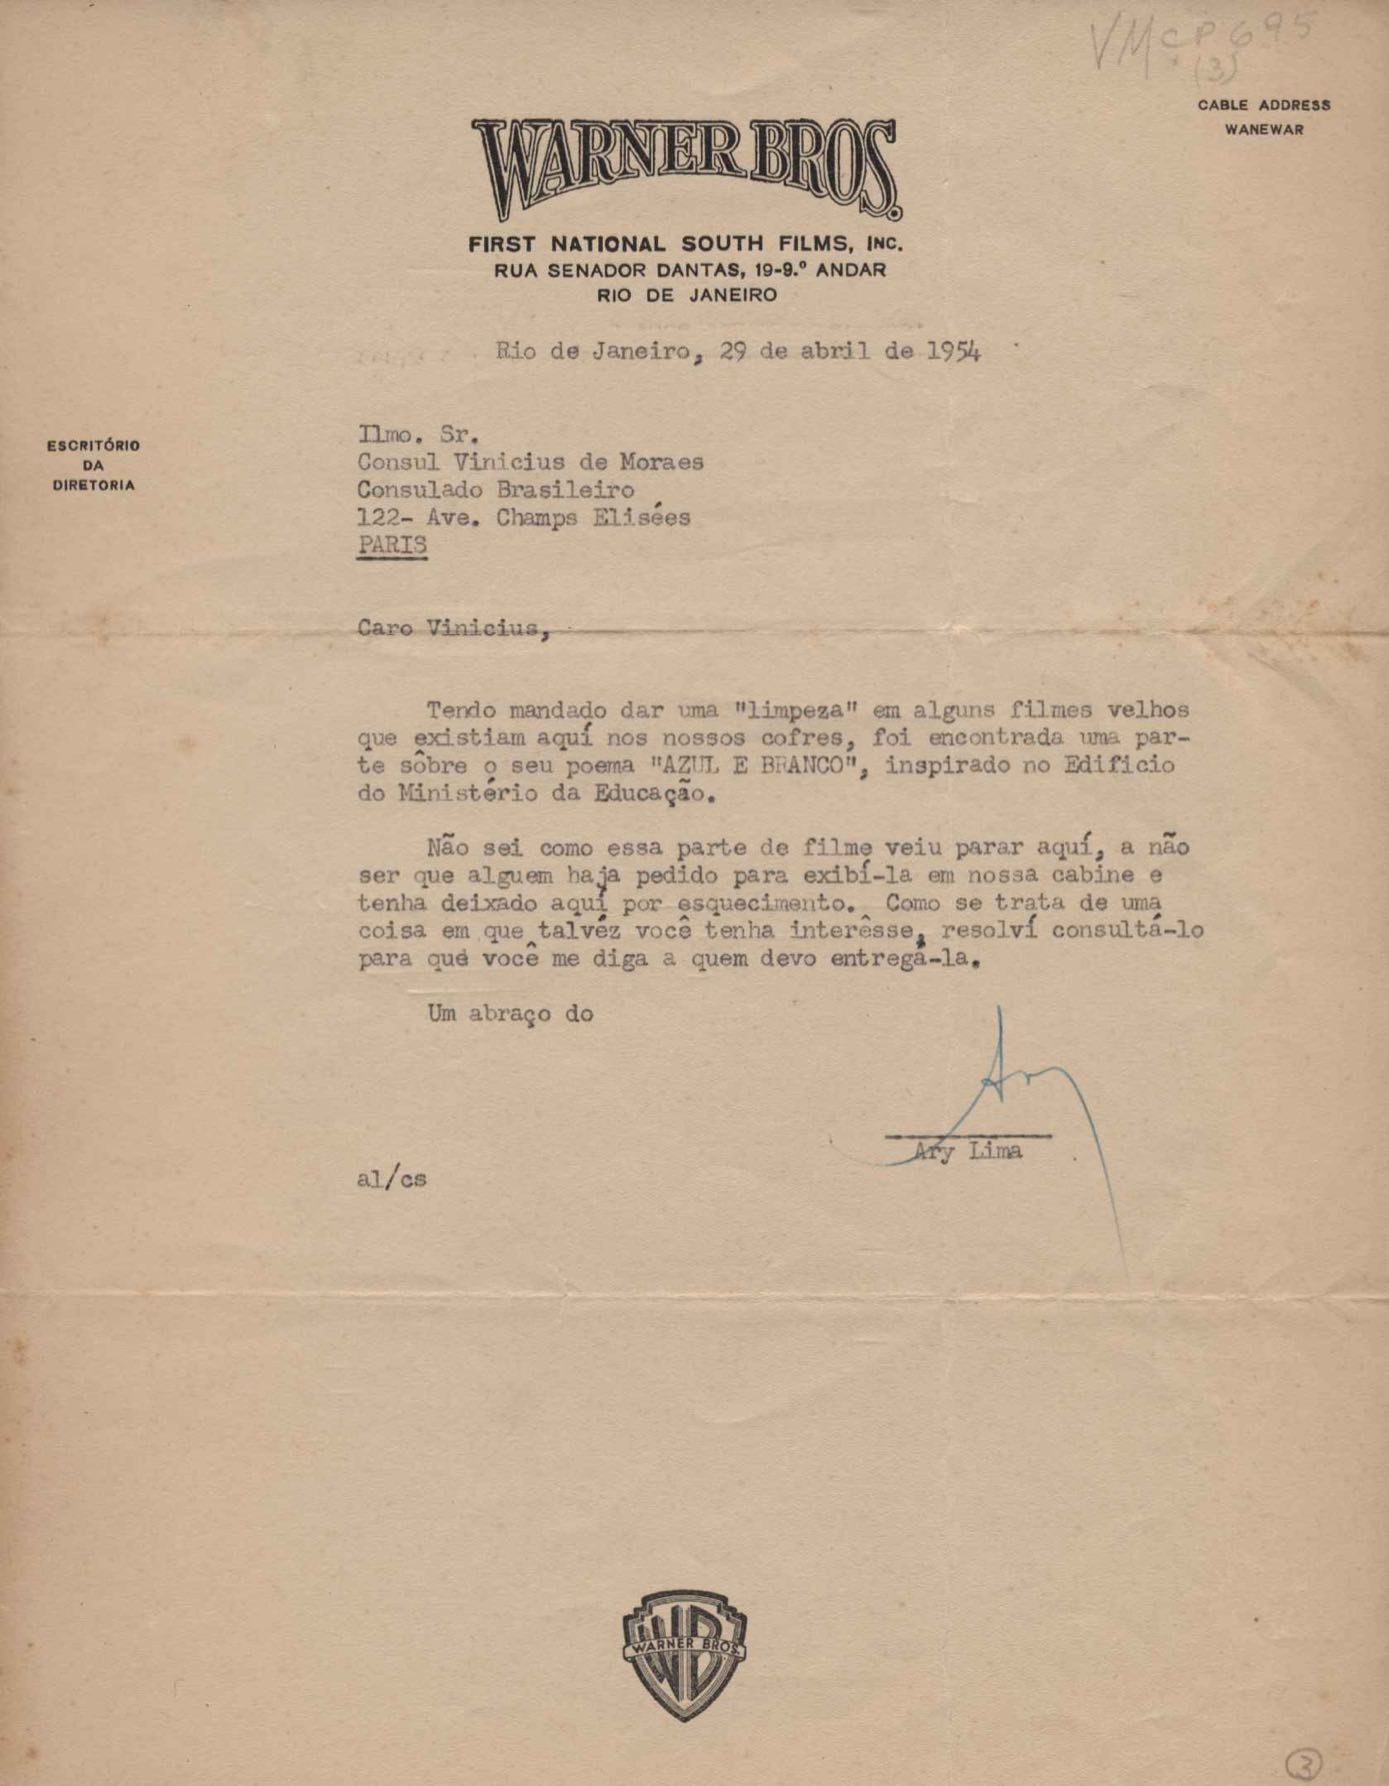 VMcp 695
(3)
CABLE ADDRESS
WANEWAR
WARNER BROS.
FIRST NATIONAL SOUTH FILMS, INC.
RUA SENADOR DANTAS, 19-9.º ANDAR
RIO DE JANEIRO
Rio de Janeiro, 29 de abril de 1954
ESCRITÓRIO
DA
DIRETORIA
Ilmo. Sr.
Consul Vinicius de Moraes
Consulado Brasileiro
122- Ave. Champs Elisées
PARIS
Caro Vinicius,
Tendo mandado dar uma "limpeza" em alguns filmes velhos
que existiam aquí nos nossos cofres, foi encontrada uma par-
te sôbre o seu poema "AZUL E BRANCO", inspirado no Edificio
do Ministério da Educação.
Não sei como essa parte de filme veiu parar aquí, a não
ser que alguem haja pedido para exibí-la em nossa cabine e
tenha deixado aquí por esquecimento. Como se trata de uma
coisa em que talvéz você tenha interêsse, resolví consultá-lo
para quê você me diga a quem devo entregá-la.
Um abraço do
Ary
Ary Lima
al/cs
WB
WARNER BROS.
3